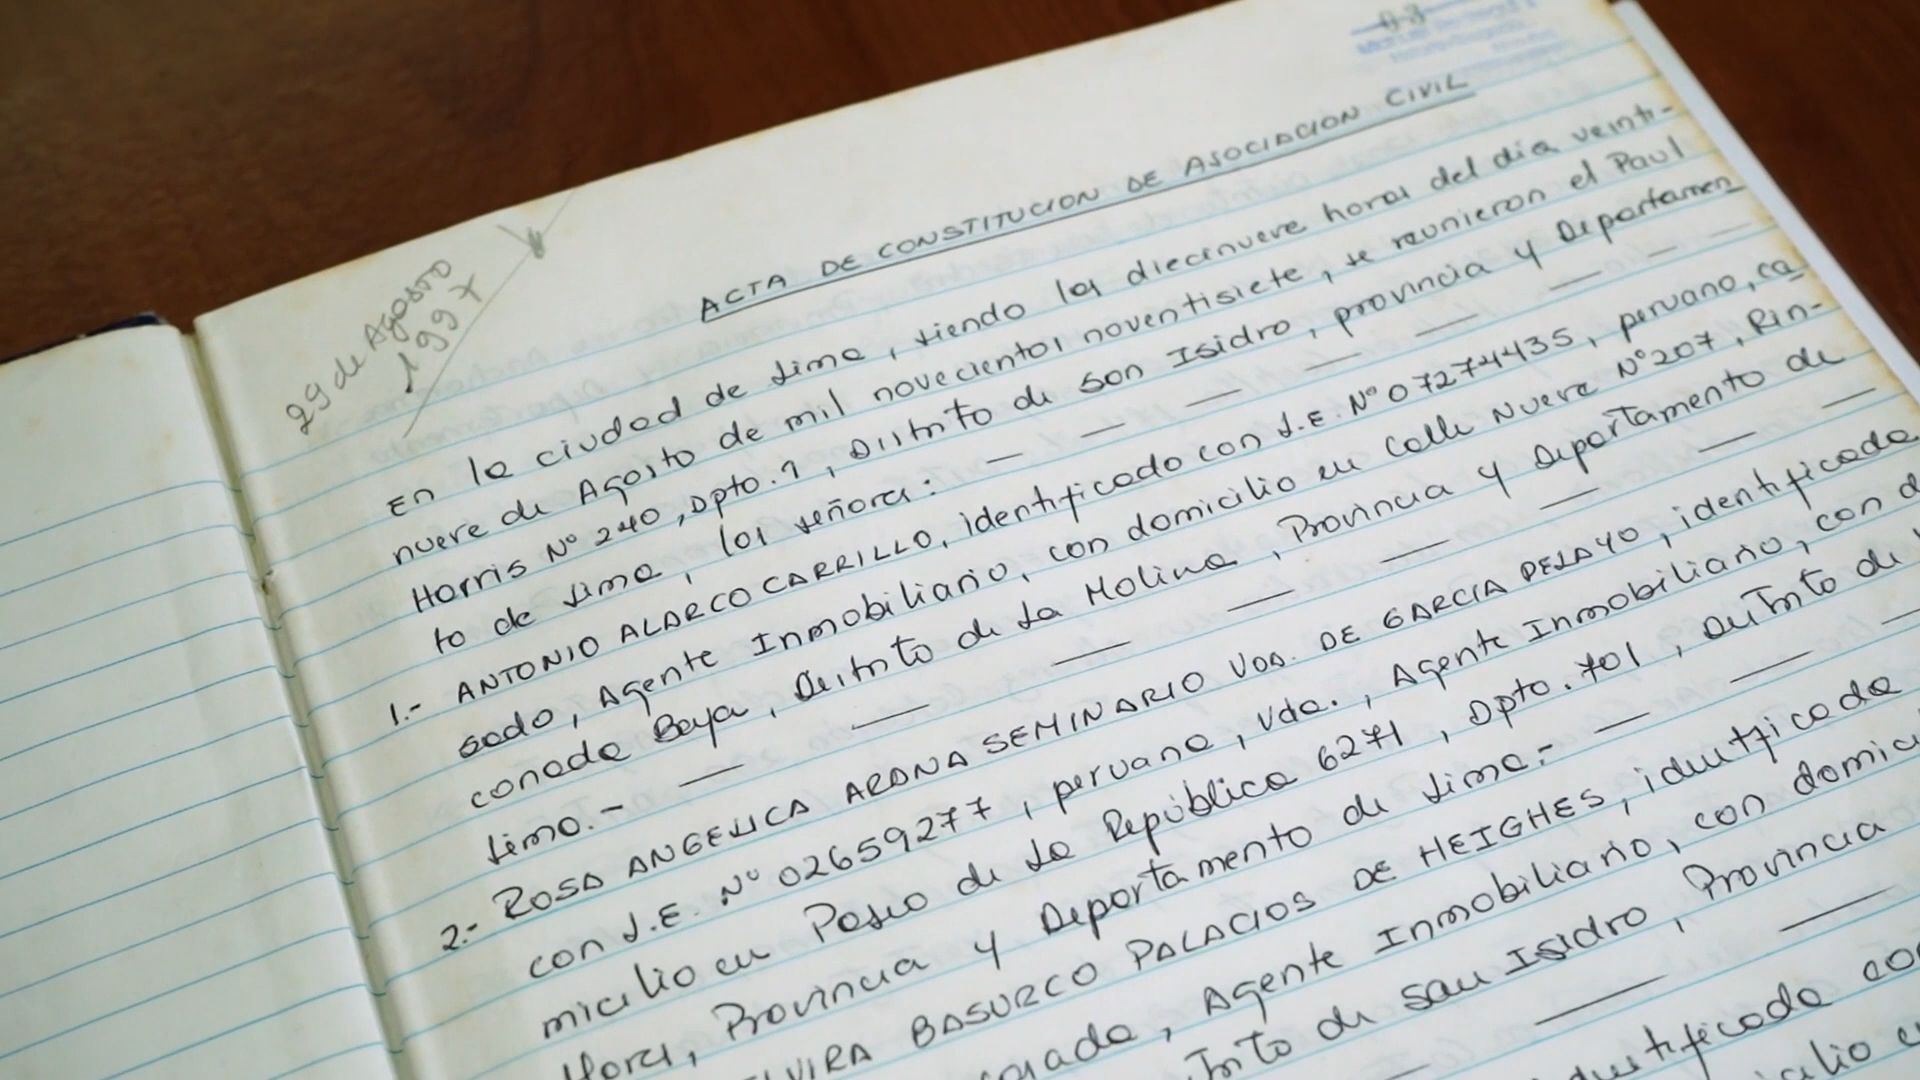 03
ACTA DE CONSTITUCION DE ASOCIACION CIVIL
29 de Agosto
1997
En la ciudad de Lima, siendo las diecinueve horas del día veinti-
nueve de Agosto de mil novecientos noventisiete, se reunieron el Paul
Harris Nº 240, Dpto. 1, Distrito de San Isidro, provincia y Departamen
to de Lima, los señores: — — — — — — —
1.- ANTONIO ALARCO CARRILLO, identificado con L.E. Nº 07274435, peruano, ca
sado, Agente Inmobiliario, con domicilio en Calle Nueve Nº 207, Rin-
conada Baja, Distrito de La Molina, Provincia y Departamento de
Lima. - — — — — — — — —
2.- ROSA ANGELICA ARANA SEMINARIO VDA. DE GARCIA PELAYO, identificada
con L.E. Nº 02659277, peruana, Vda., Agente Inmobiliario, con d
micilio en Paseo de La República 6271, Dpto. 701, Distrito de
flores, Provincia y Departamento de Lima.- — — —
LVIRA BASURCO PALACIOS DE HEIGHES, identificada
Agente Inmobiliario, con domici
de San Isidro, Provincia
— — —
identificada con